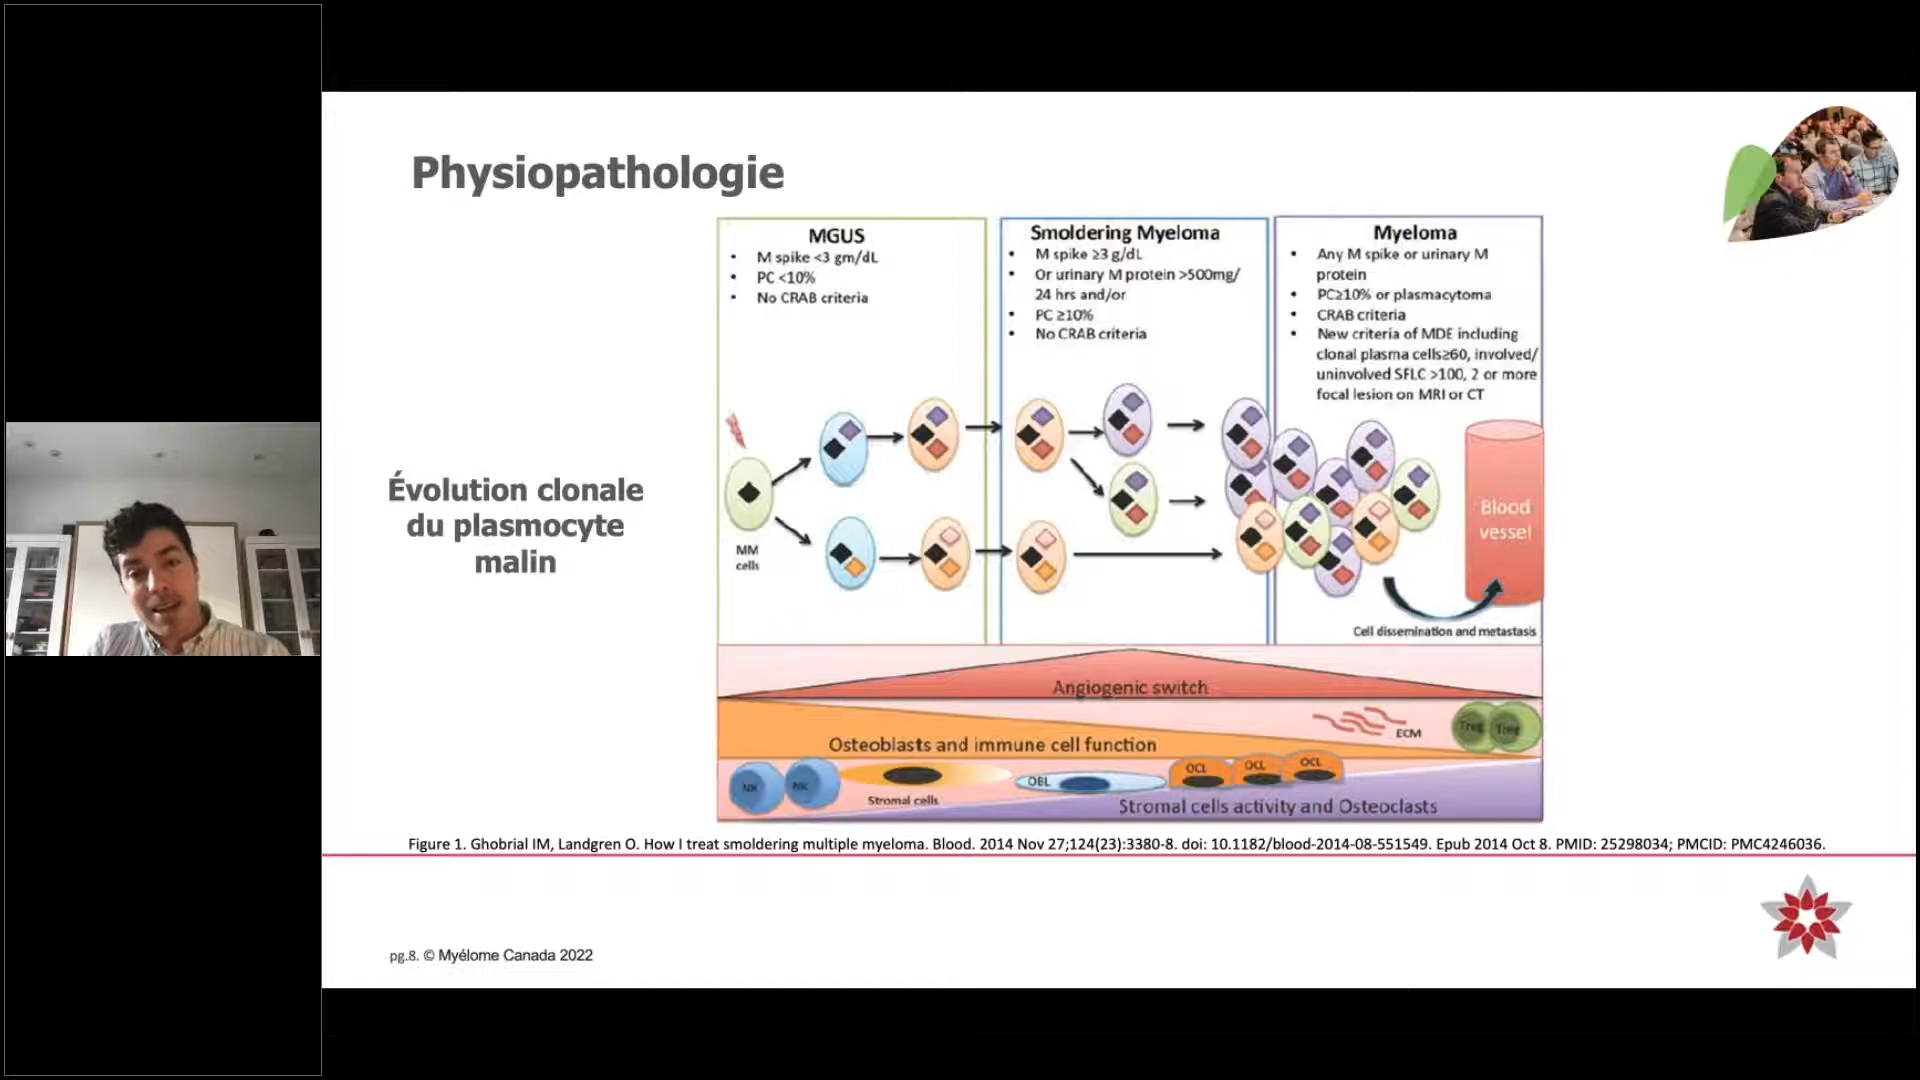 Physiopathologie
Évolution clonale
du plasmocyte
malin
MGUS
• M spike <3 gm/dL
• PC <10%
• No CRAB criteria
Smoldering Myeloma
• M spike ≥3 g/dL
• Or urinary M protein >500mg/
24 hrs and/or
• PC ≥10%
• No CRAB criteria
Myeloma
• Any M spike or urinary M
protein
• PC≥10% or plasmacytoma
• CRAB criteria
• New criteria of MDE including
clonal plasma cells≥60, involved/
uninvolved SFLC >100, 2 or more
focal lesion on MRI or CT
MM
cells
Blood
vessel
Cell dissemination and metastasis
Angiogenic switch
Osteoblasts and immune cell function
ECM
Treg Treg
NK NK
Stromal cells
OBL
OCL OCL OCL
Stromal cells activity and Osteoclasts
Figure 1. Ghobrial IM, Landgren O. How I treat smoldering multiple myeloma. Blood. 2014 Nov 27;124(23):3380-8. doi: 10.1182/blood-2014-08-551549. Epub 2014 Oct 8. PMID: 25298034; PMCID: PMC4246036.
pg.8. © Myélome Canada 2022